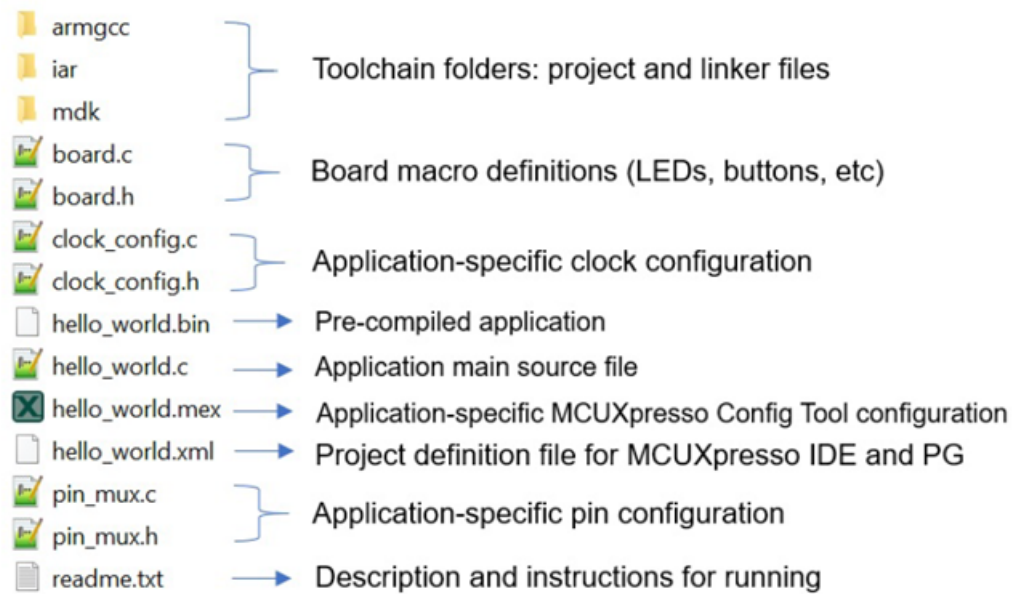 armgcc
iar
mdk
Toolchain folders: project and linker files
board.c
board.h
Board macro definitions (LEDs, buttons, etc)
clock_config.c
clock_config.h
Application-specific clock configuration
hello_world.bin Pre-compiled application
hello_world.c Application main source file
hello_world.mex Application-specific MCUXpresso Config Tool configuration
hello_world.xml Project definition file for MCUXpresso IDE and PG
pin_mux.c
pin_mux.h
Application-specific pin configuration
readme.txt Description and instructions for running